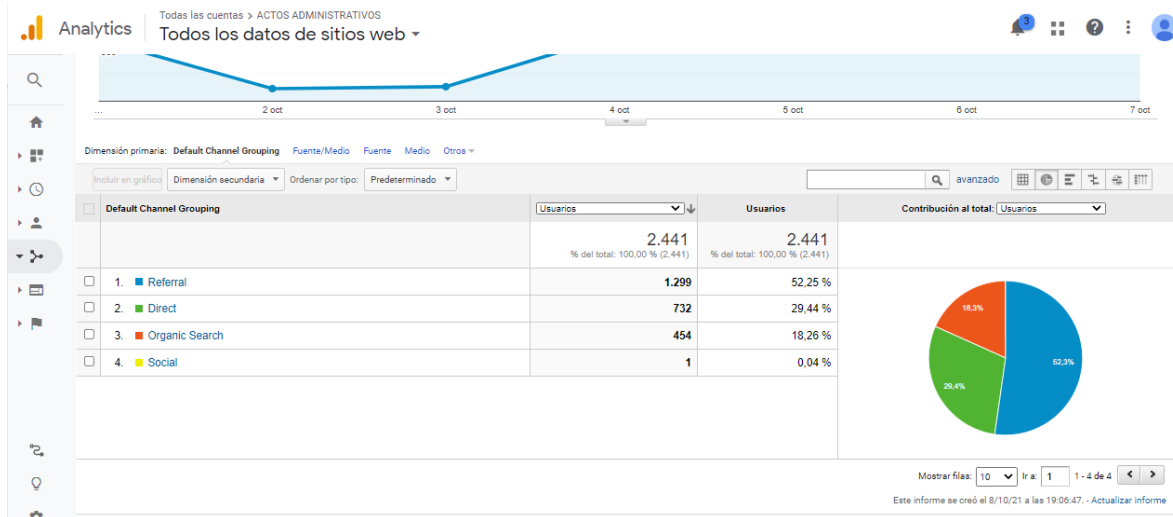 Todas las cuentas > ACTOS ADMINISTRATIVOS
Analytics
Todos los datos de sitios web
3
...
2 oct
3 oct
4 oct
5 oct
6 oct
7 oct
Dimensión primaria: Default Channel Grouping Fuente/Medio Fuente Medio Otros
Incluir en gráfico Dimensión secundaria Ordenar por tipo: Predeterminado avanzado
Default Channel Grouping Usuarios Usuarios Contribución al total: Usuarios
2.441 2.441
% del total: 100,00 % (2.441) % del total: 100,00 % (2.441)
1. Referral 1.299 52,25 %
2. Direct 732 29,44 %
3. Organic Search 454 18,26 %
4. Social 1 0,04 %
18,3%
52,3%
29,4%
Mostrar filas: 10 Ir a: 1 1 - 4 de 4
Este informe se creó el 8/10/21 a las 19:06:47. - Actualizar informe